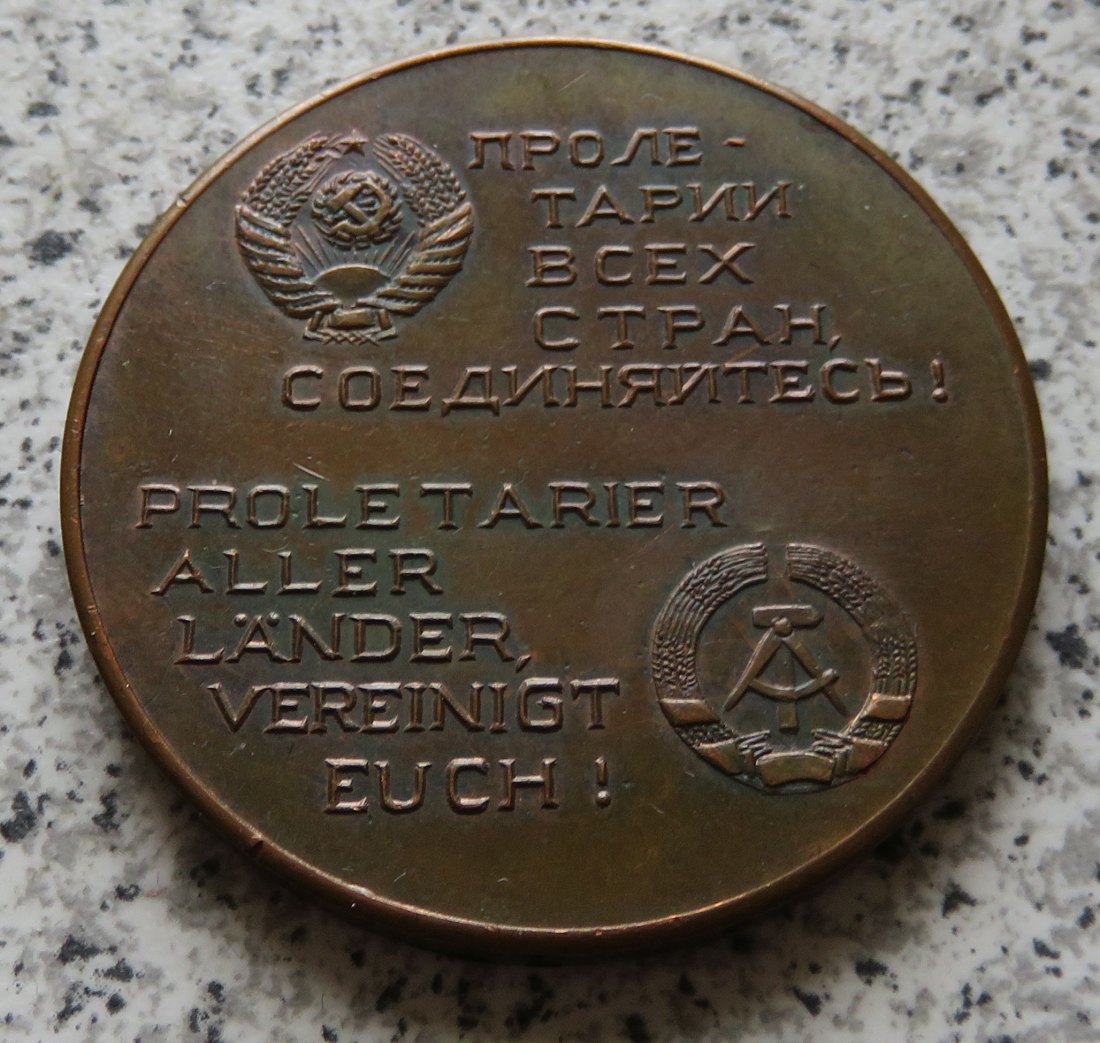 ПРОЛЕ-
ТАРИИ
ВСЕХ
СТРАН,
СОЕДИНЯЙТЕСЬ!
PROLETARIER
ALLER
LÄNDER,
VEREINIGT
EUCH!